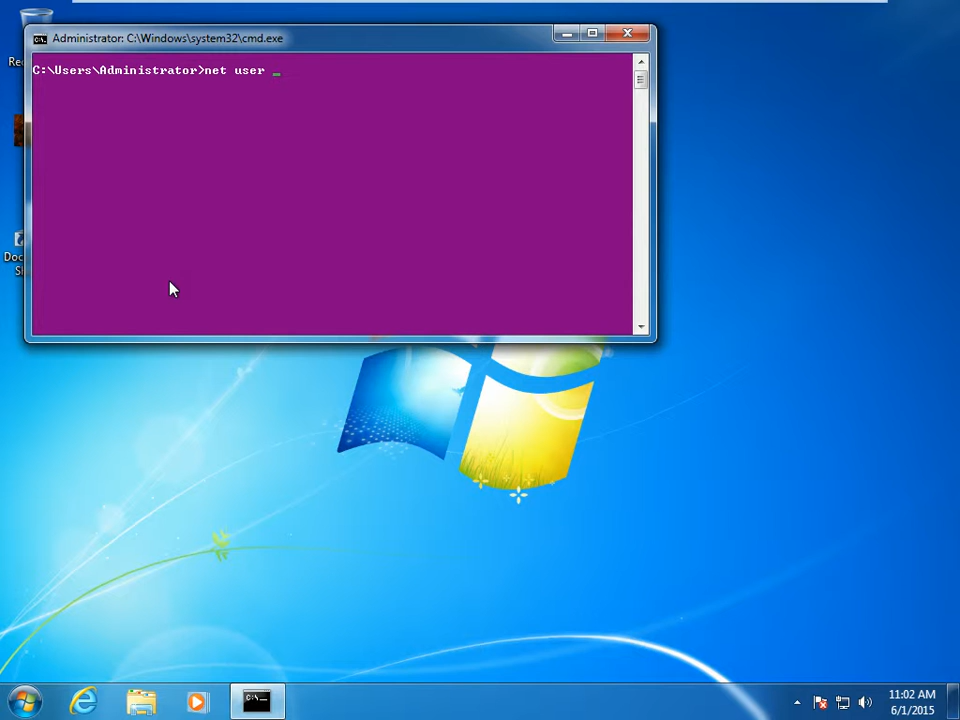 Administrator: C:\Windows\system32\cmd.exe
C:\Users\Administrator>net user _
C:\_
11:02 AM
6/1/2015